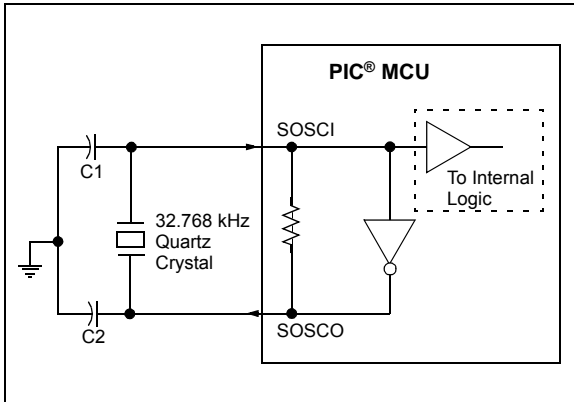 PIC® MCU
SOSCI
C1
To Internal
Logic
32.768 kHz
Quartz
Crystal
C2
SOSCO